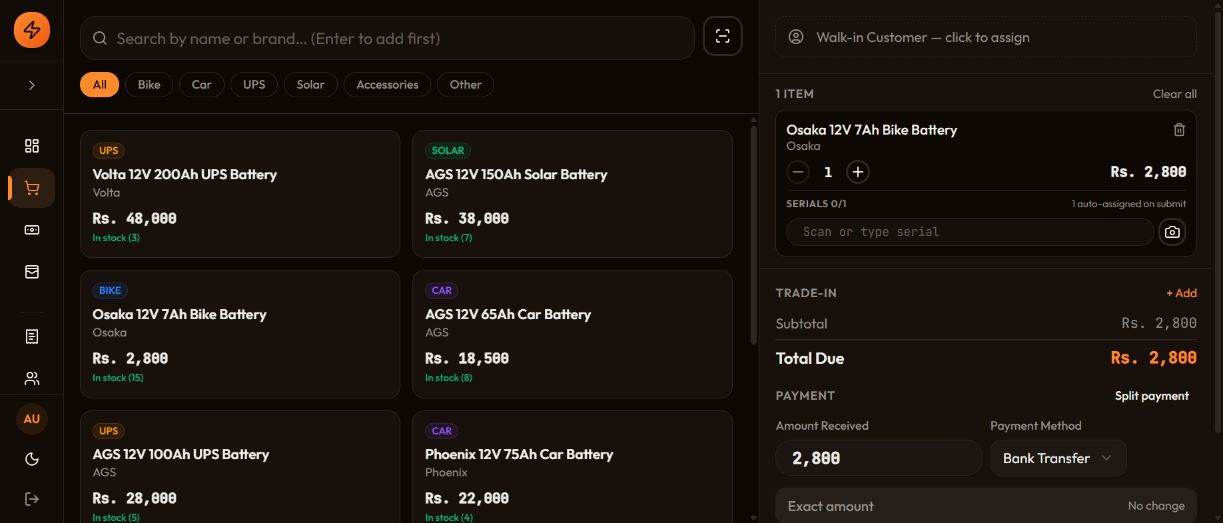 Search by name or brand... (Enter to add first)
All
Bike
Car
UPS
Solar
Accessories
Other
UPS
Volta 12V 200Ah UPS Battery
Volta
Rs. 48,000
In stock (3)
SOLAR
AGS 12V 150Ah Solar Battery
AGS
Rs. 38,000
In stock (7)
BIKE
Osaka 12V 7Ah Bike Battery
Osaka
Rs. 2,800
In stock (15)
CAR
AGS 12V 65Ah Car Battery
AGS
Rs. 18,500
In stock (8)
UPS
AGS 12V 100Ah UPS Battery
AGS
Rs. 28,000
In stock (5)
CAR
Phoenix 12V 75Ah Car Battery
Phoenix
Rs. 22,000
In stock (4)
AU
Walk-in Customer — click to assign
1 ITEM
Clear all
Osaka 12V 7Ah Bike Battery
Osaka
1
Rs. 2,800
SERIALS 0/1
1 auto-assigned on submit
Scan or type serial
TRADE-IN
+ Add
Subtotal
Rs. 2,800
Total Due
Rs. 2,800
PAYMENT
Split payment
Amount Received
Payment Method
2,800
Bank Transfer
Exact amount
No change